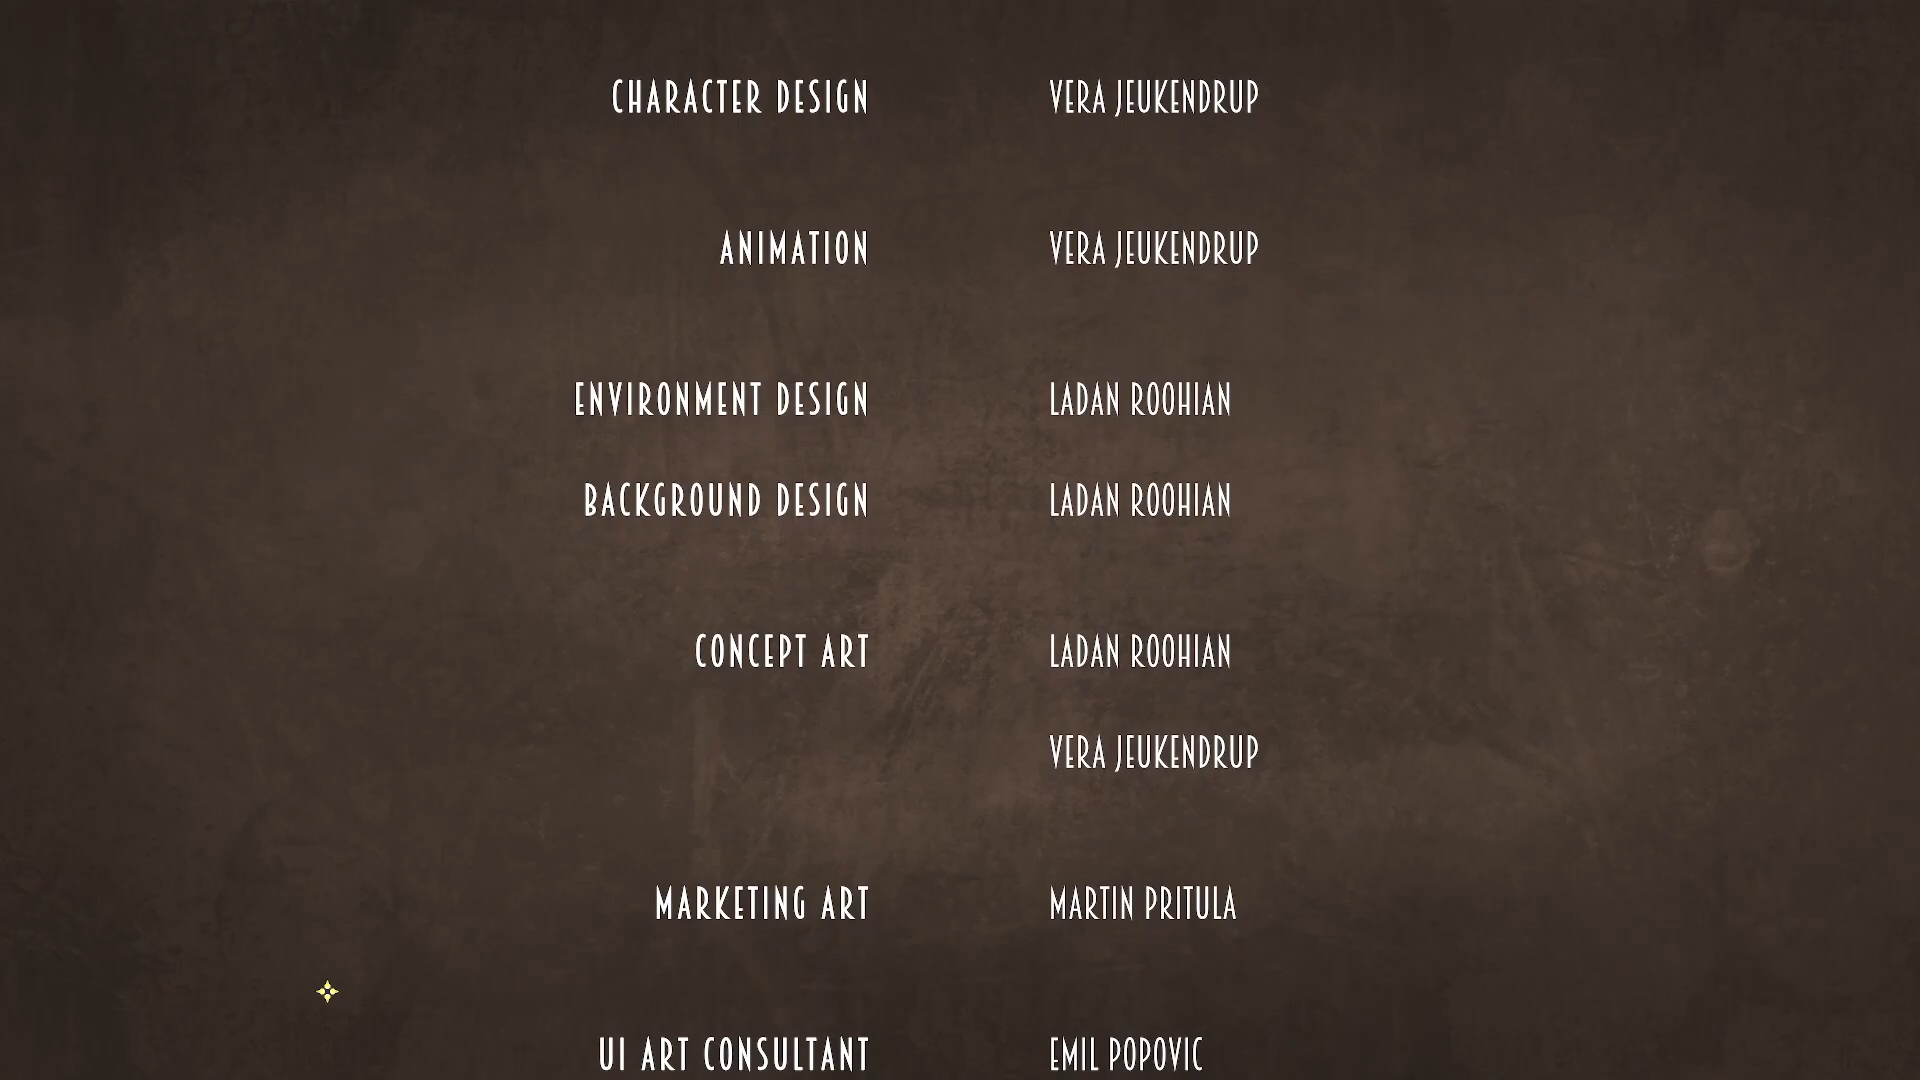 CHARACTER DESIGN VERA JEUKENDRUP
ANIMATION VERA JEUKENDRUP
ENVIRONMENT DESIGN LADAN ROOHIAN
BACKGROUND DESIGN LADAN ROOHIAN
CONCEPT ART LADAN ROOHIAN
VERA JEUKENDRUP
MARKETING ART MARTIN PRITULA
UI ART CONSULTANT EMIL POPOVIC